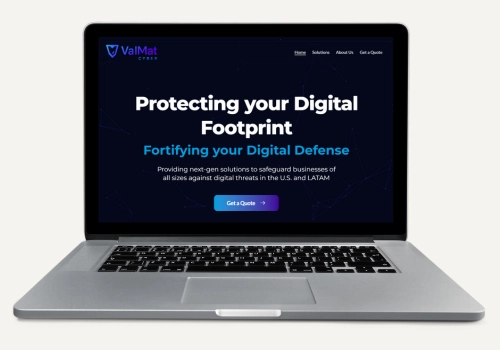 ValMat
CYBER
Home Solutions About Us Get a Quote
Protecting your Digital
Footprint
Fortifying your Digital Defense
Providing next-gen solutions to safeguard businesses of
all sizes against digital threats in the U.S. and LATAM
Get a Quote →